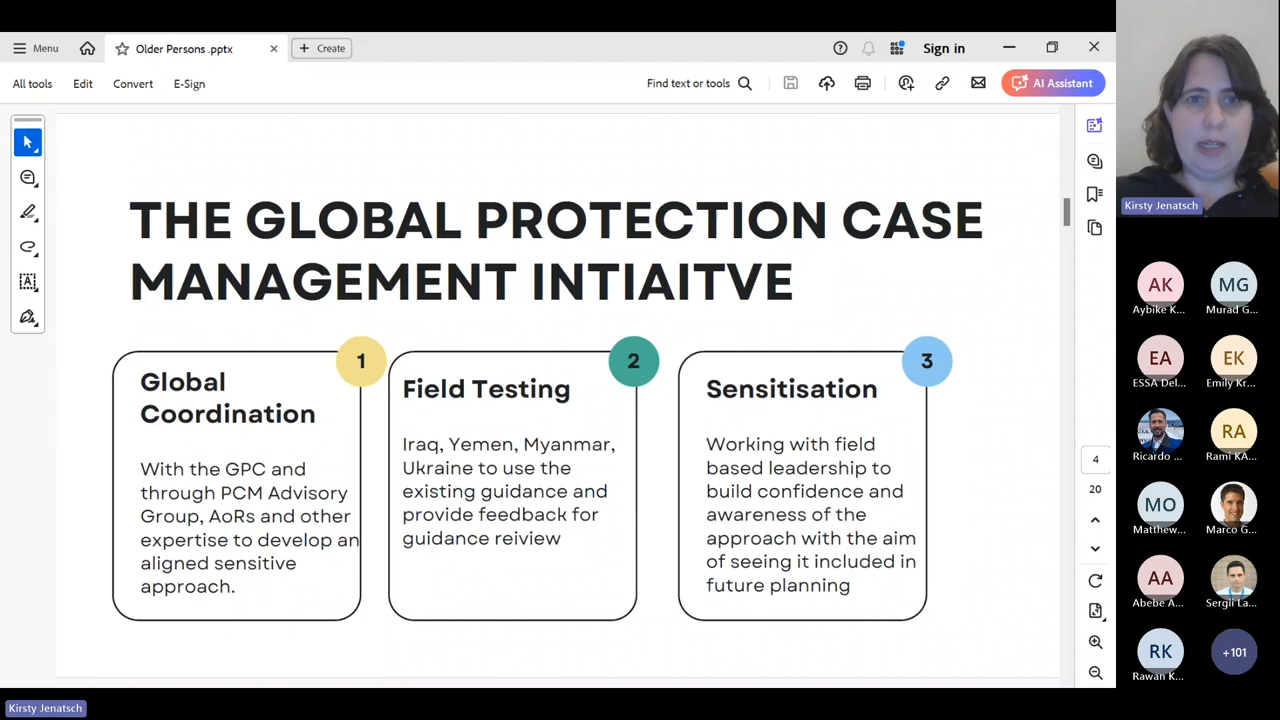 Menu
Older Persons .pptx
Create
Sign in
All tools
Edit
Convert
E-Sign
Find text or tools
AI Assistant
THE GLOBAL PROTECTION CASE
MANAGEMENT INTIAITVE
1
Global
Coordination
With the GPC and
through PCM Advisory
Group, AoRs and other
expertise to develop an
aligned sensitive
approach.
2
Field Testing
Iraq, Yemen, Myanmar,
Ukraine to use the
existing guidance and
provide feedback for
guidance reiview
3
Sensitisation
Working with field
based leadership to
build confidence and
awareness of the
approach with the aim
of seeing it included in
future planning
4
20
Kirsty Jenatsch
AK
Aybike K...
MG
Murad G...
EA
ESSA Del...
EK
Emily Kr...
Ricardo ...
RA
Rami KA...
MO
Matthew...
Marco G...
AA
Abebe A...
Sergii La...
RK
Rawan K...
+101
Kirsty Jenatsch